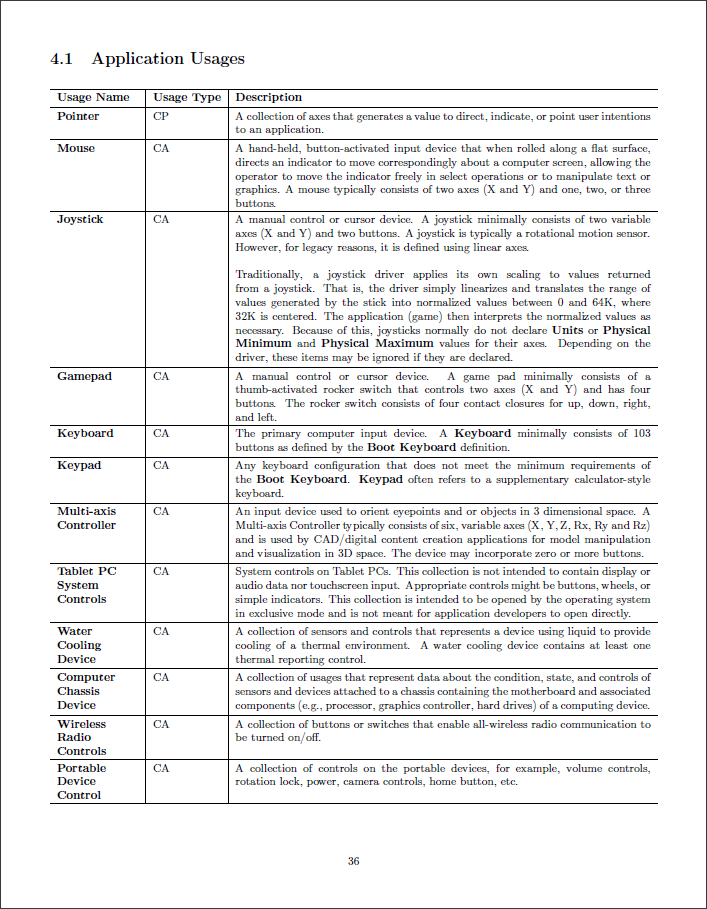 4.1 Application Usages
Usage Name Usage Type Description
Pointer CP A collection of axes that generates a value to direct, indicate, or point user intentions
to an application.
Mouse CA A hand-held, button-activated input device that when rolled along a flat surface,
directs an indicator to move correspondingly about a computer screen, allowing the
operator to move the indicator freely in select operations or to manipulate text or
graphics. A mouse typically consists of two axes (X and Y) and one, two, or three
buttons.
Joystick CA A manual control or cursor device. A joystick minimally consists of two variable
axes (X and Y) and two buttons. A joystick is typically a rotational motion sensor.
However, for legacy reasons, it is defined using linear axes.
Traditionally, a joystick driver applies its own scaling to values returned
from a joystick. That is, the driver simply linearizes and translates the range of
values generated by the stick into normalized values between 0 and 64K, where
32K is centered. The application (game) then interprets the normalized values as
necessary. Because of this, joysticks normally do not declare Units or Physical
Minimum and Physical Maximum values for their axes. Depending on the
driver, these items may be ignored if they are declared.
Gamepad CA A manual control or cursor device. A game pad minimally consists of a
thumb-activated rocker switch that controls two axes (X and Y) and has four
buttons. The rocker switch consists of four contact closures for up, down, right,
and left.
Keyboard CA The primary computer input device. A Keyboard minimally consists of 103
buttons as defined by the Boot Keyboard definition.
Keypad CA Any keyboard configuration that does not meet the minimum requirements of
the Boot Keyboard. Keypad often refers to a supplementary calculator-style
keyboard.
Multi-axis CA An input device used to orient eyepoints and or objects in 3 dimensional space. A
Controller Multi-axis Controller typically consists of six, variable axes (X, Y, Z, Rx, Ry and Rz)
and is used by CAD/digital content creation applications for model manipulation
and visualization in 3D space. The device may incorporate zero or more buttons.
Tablet PC CA System controls on Tablet PCs. This collection is not intended to contain display or
System audio data nor touchscreen input. Appropriate controls might be buttons, wheels, or
Controls simple indicators. This collection is intended to be opened by the operating system
in exclusive mode and is not meant for application developers to open directly.
Water CA A collection of sensors and controls that represents a device using liquid to provide
Cooling cooling of a thermal environment. A water cooling device contains at least one
Device thermal reporting control.
Computer CA A collection of usages that represent data about the condition, state, and controls of
Chassis sensors and devices attached to a chassis containing the motherboard and associated
Device components (e.g., processor, graphics controller, hard drives) of a computing device.
Wireless CA A collection of buttons or switches that enable all-wireless radio communication to
Radio be turned on/off.
Controls
Portable CA A collection of controls on the portable devices, for example, volume controls,
Device rotation lock, power, camera controls, home button, etc.
Control
36